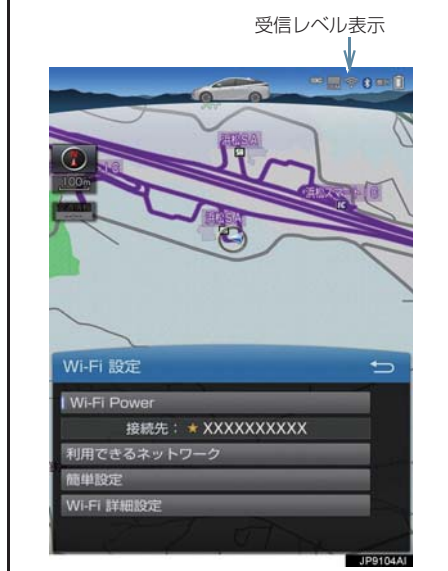 受信レベル表示
浜松SA
100m
浜松スマートIC
IC
浜松SA
Wi-Fi 設定
Wi-Fi Power
接続先：★XXXXXXXXXX
利用できるネットワーク
簡単設定
Wi-Fi 詳細設定
JP9104AI